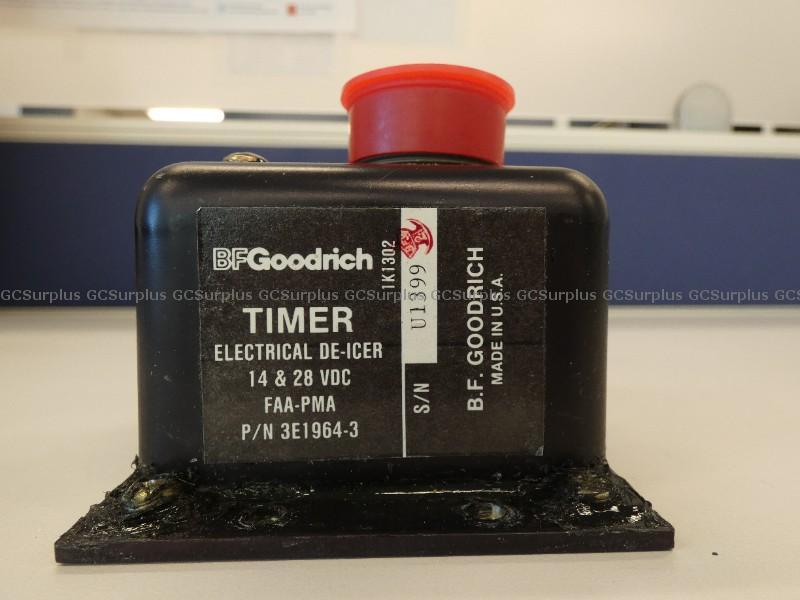 BFGoodrich
TIMER
ELECTRICAL DE-ICER
14 & 28 VDC
FAA-PMA
P/N 3E1964-3
1K1302
S/N U1399
B.F. GOODRICH
MADE IN U.S.A.
GCSurplus GCSurplus GCSurplus GCSurplus GCSurplus GCSurplus GCSurplus GCSurplus GCSurplus